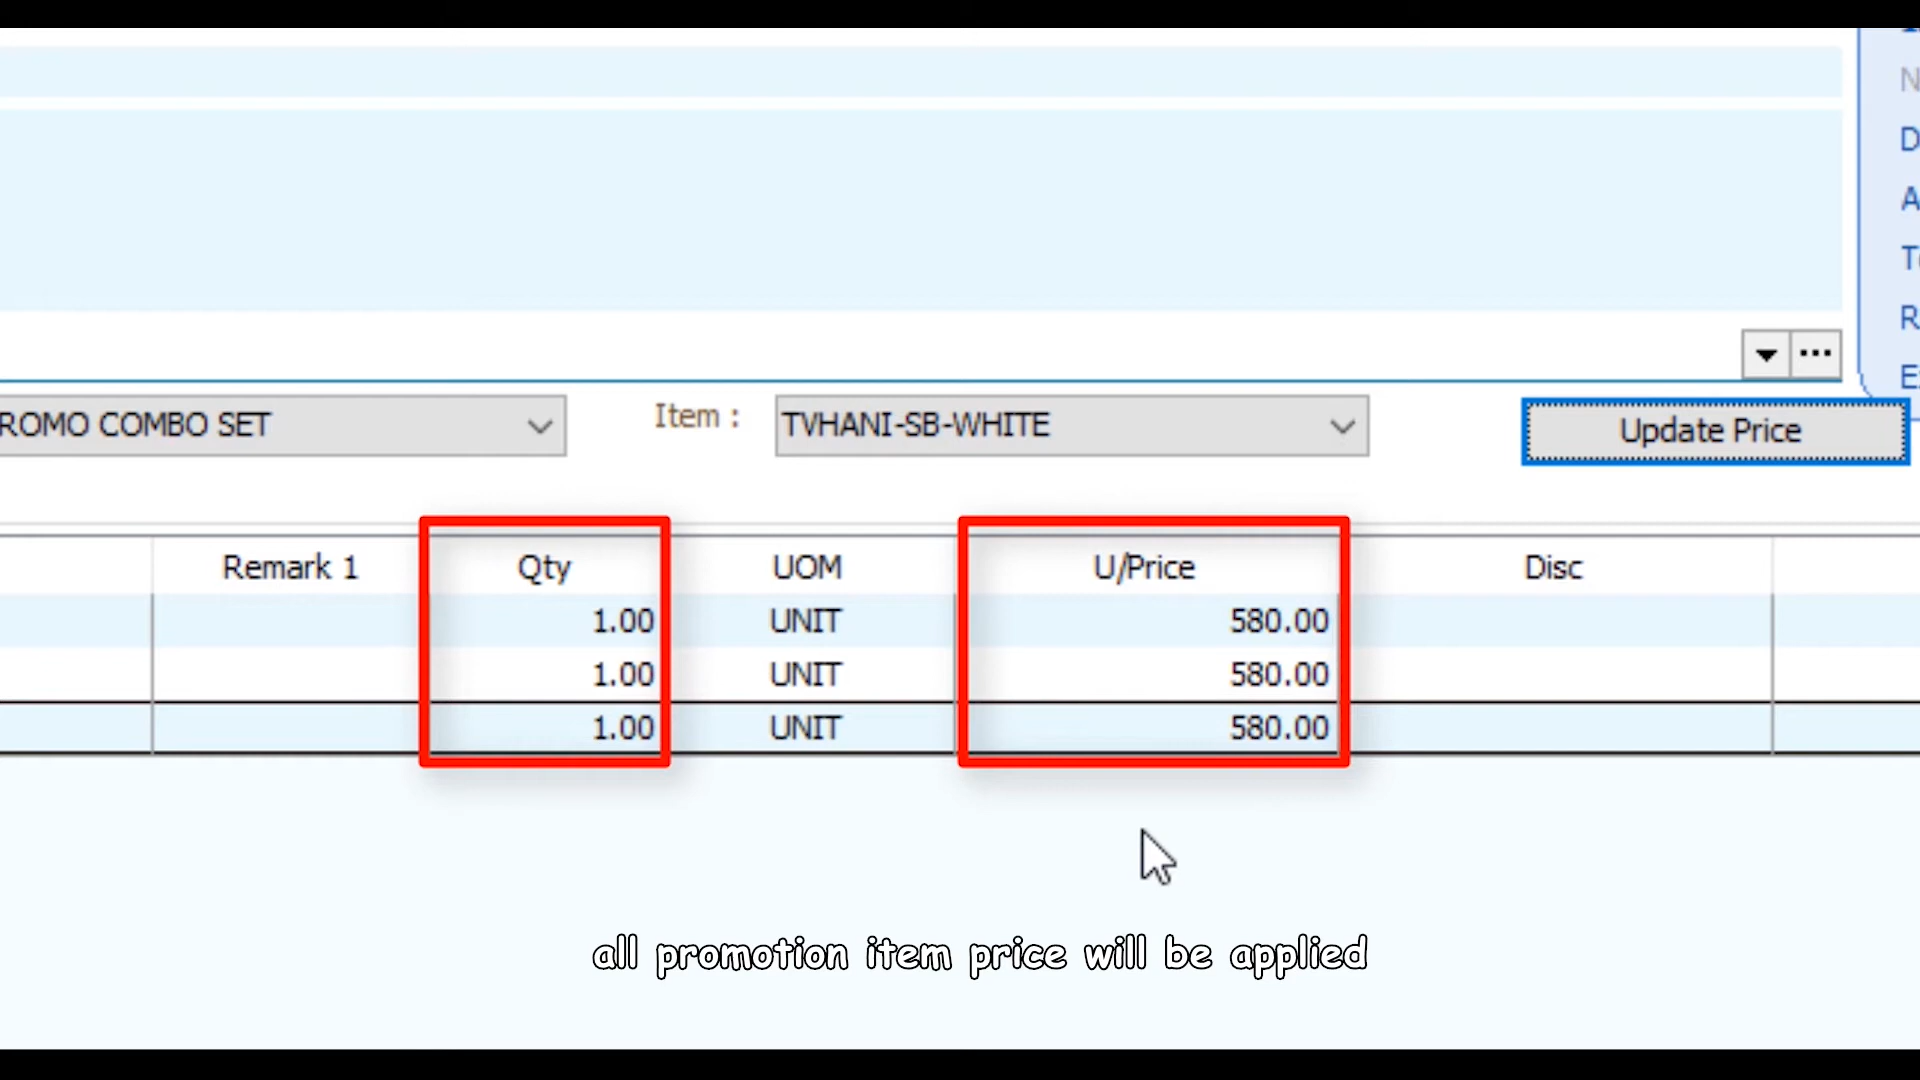 ROMO COMBO SET Item : TVHANI-SB-WHITE Update Price
Remark 1 Qty UOM U/Price Disc
1.00 UNIT 580.00
1.00 UNIT 580.00
1.00 UNIT 580.00
all promotion item price will be applied